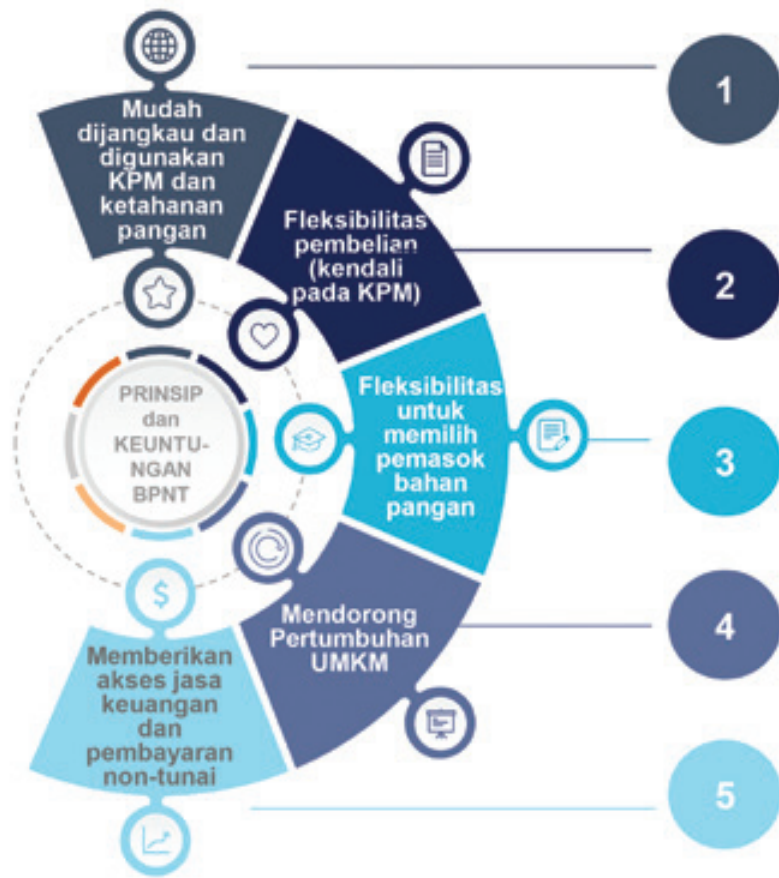 Mudah
dijangkau dan
digunakan
KPM dan
ketahanan
pangan
1
Fleksibilitas
pembelian
(kendali
pada KPM)
2
Fleksibilitas
untuk
memilih
pemasok
bahan
pangan
3
Mendorong
Pertumbuhan
UMKM
4
Memberikan
akses jasa
keuangan
dan
pembayaran
non-tunai
5
PRINSIP
dan
KEUNTU-
NGAN
BPNT
$